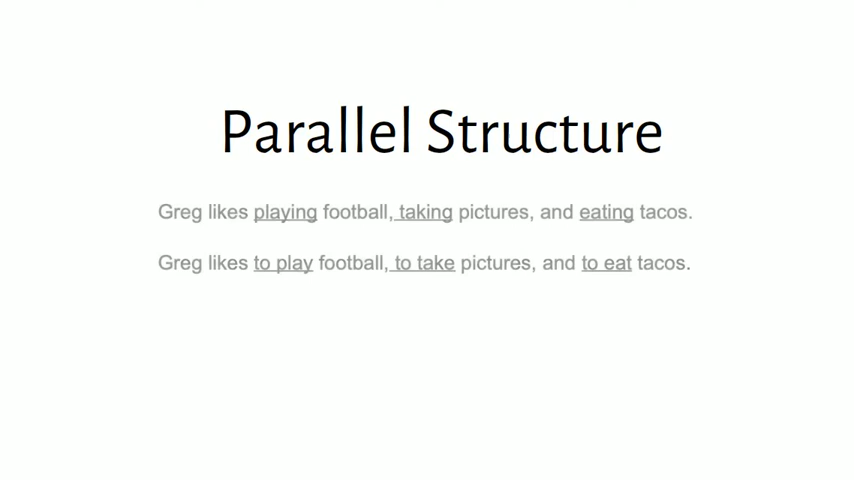 Parallel Structure
Greg likes playing football, taking pictures, and eating tacos.
Greg likes to play football, to take pictures, and to eat tacos.